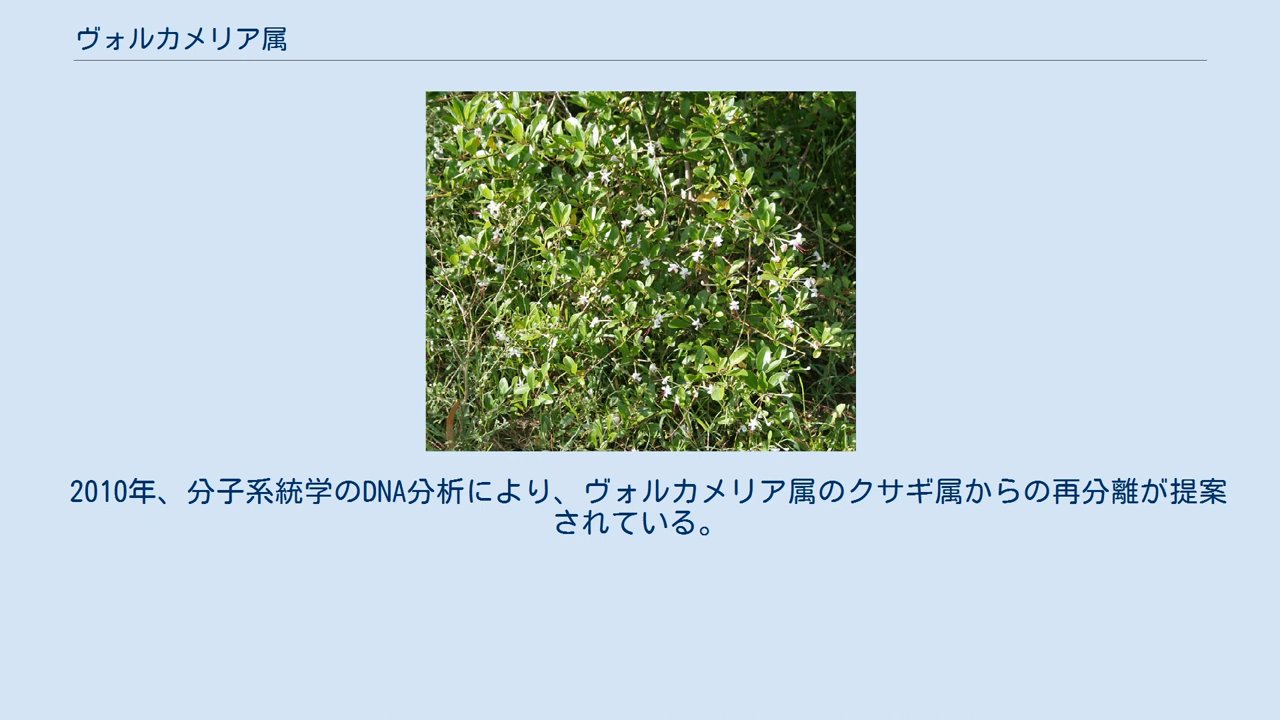 ヴォルカメリア属
2010年、分子系統学のDNA分析により、ヴォルカメリア属のクサギ属からの再分離が提案
されている。